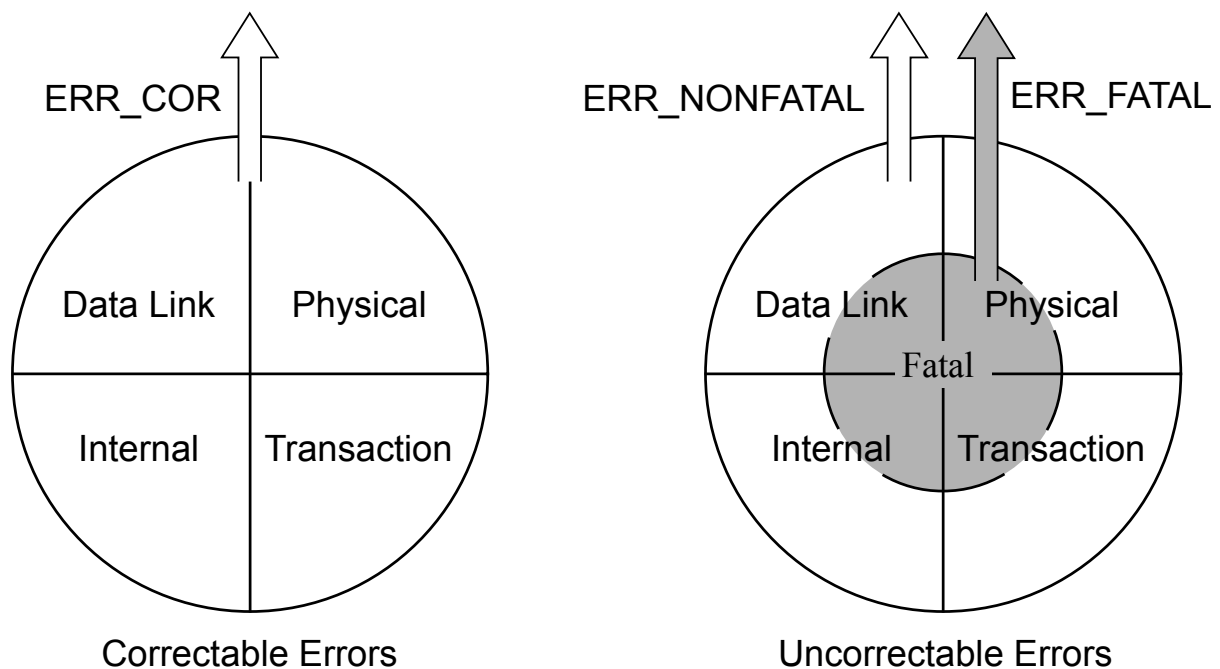 ERR_COR
Data Link
Physical
Internal
Transaction
Correctable Errors
ERR_NONFATAL
ERR_FATAL
Data Link
Physical
Fatal
Internal
Transaction
Uncorrectable Errors